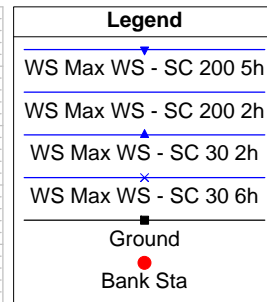 Legend
WS Max WS - SC 200 5h
WS Max WS - SC 200 2h
WS Max WS - SC 30 2h
WS Max WS - SC 30 6h
Ground
Bank Sta